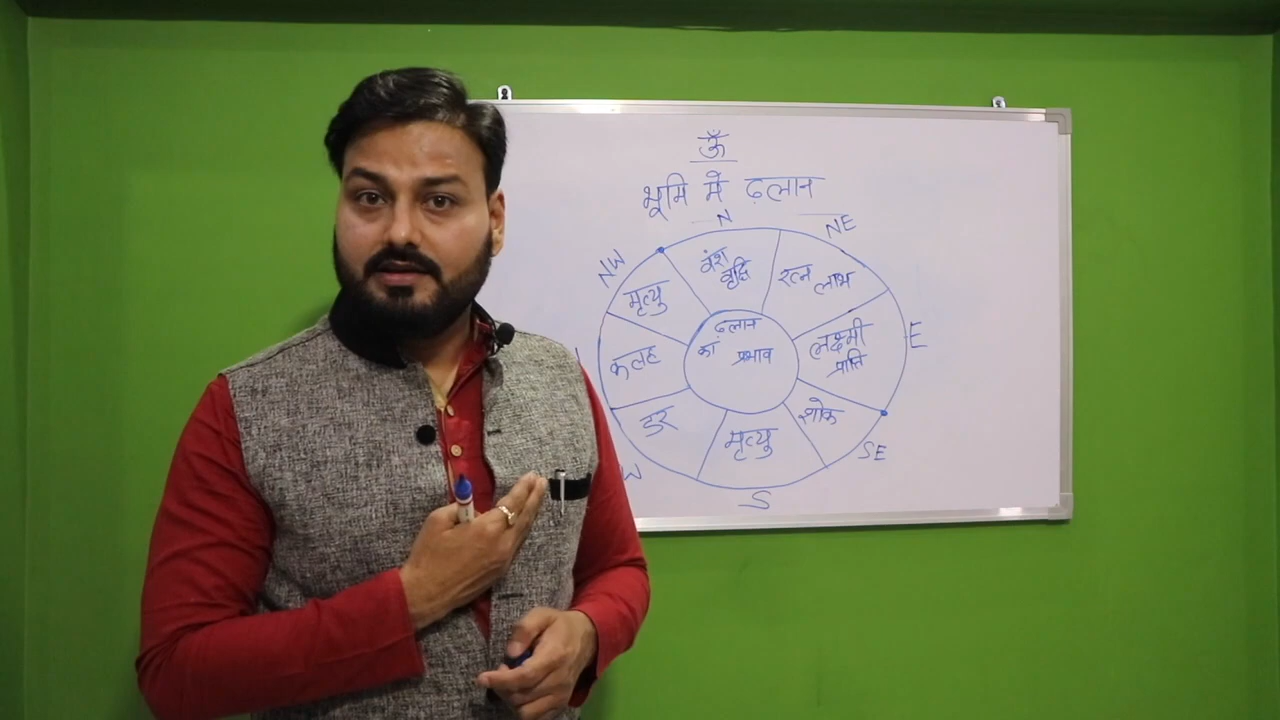 ॐ
भूमि में ढलान
N
NE
NW
वंश
वृद्धि
रत्न लाभ
मृत्यु
ढलान
का प्रभाव
लक्ष्मी
प्राप्ति
E
कलह
डर
मृत्यु
शोक
SE
W
S